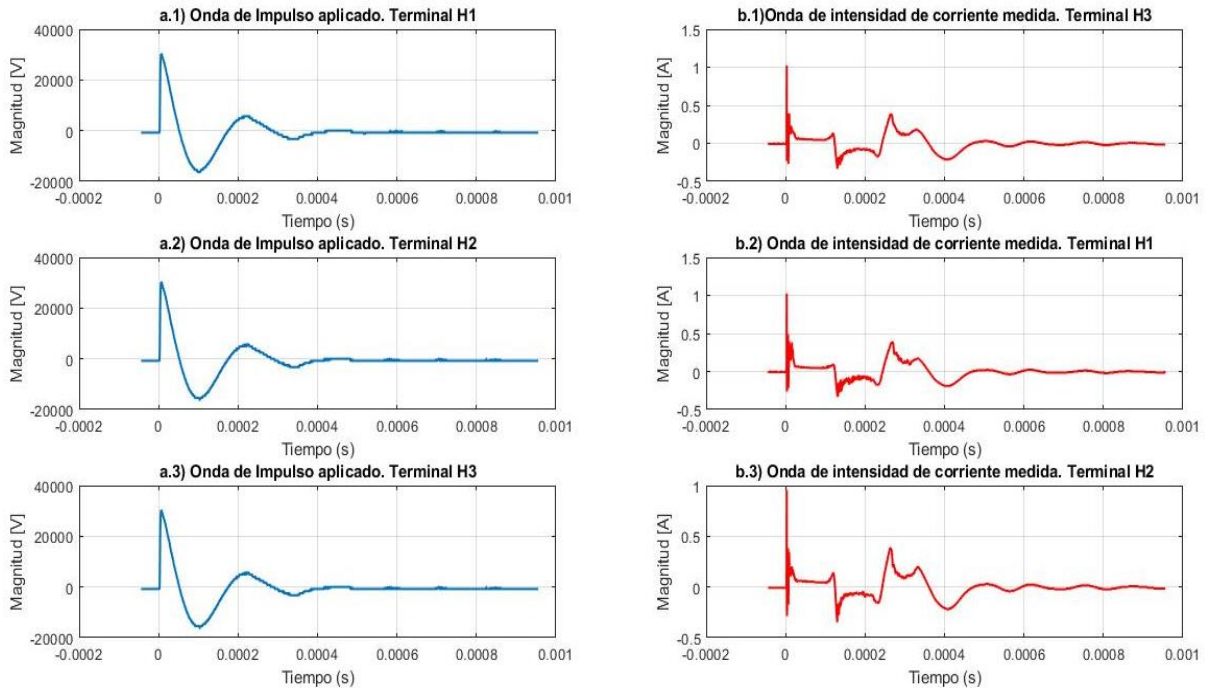 a.1) Onda de Impulso aplicado. Terminal H1
Magnitud [V]
40000
20000
0
-20000
-0.0002 0 0.0002 0.0004 0.0006 0.0008 0.001
Tiempo (s)
b.1)Onda de intensidad de corriente medida. Terminal H3
Magnitud [A]
1.5
1
0.5
0
-0.5
-0.0002 0 0.0002 0.0004 0.0006 0.0008 0.001
Tiempo (s)
a.2) Onda de Impulso aplicado. Terminal H2
Magnitud [V]
40000
20000
0
-20000
-0.0002 0 0.0002 0.0004 0.0006 0.0008 0.001
Tiempo (s)
b.2) Onda de intensidad de corriente medida. Terminal H1
Magnitud [A]
1.5
1
0.5
0
-0.5
-0.0002 0 0.0002 0.0004 0.0006 0.0008 0.001
Tiempo (s)
a.3) Onda de Impulso aplicado. Terminal H3
Magnitud [V]
40000
20000
0
-20000
-0.0002 0 0.0002 0.0004 0.0006 0.0008 0.001
Tiempo (s)
b.3) Onda de intensidad de corriente medida. Terminal H2
Magnitud [A]
1
0.5
0
-0.5
-0.0002 0 0.0002 0.0004 0.0006 0.0008 0.001
Tiempo (s)